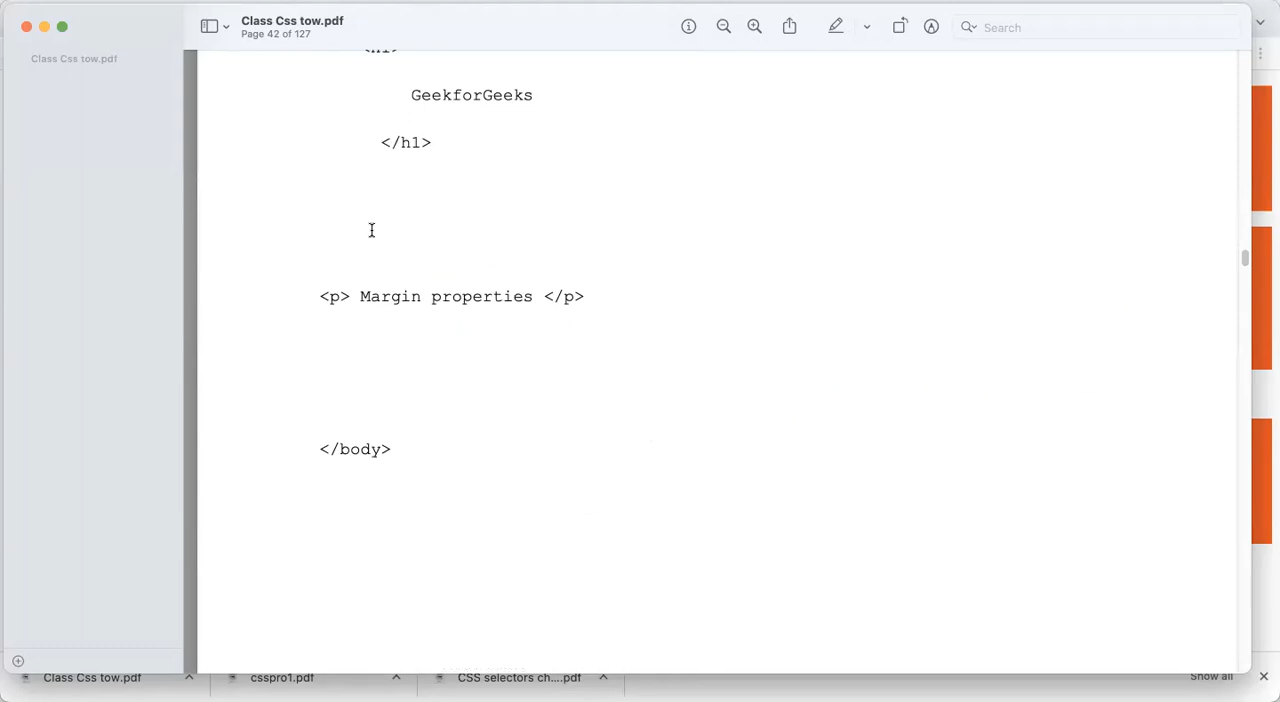 Class Css tow.pdf
Page 42 of 127
Search
Class Css tow.pdf
<h1>
GeekforGeeks
</h1>
<p> Margin properties </p>
</body>
Class Css tow.pdf
csspro1.pdf
CSS selectors ch....pdf
Show all